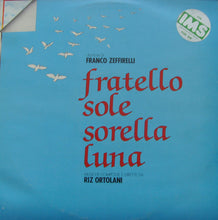 FRANCO ZEFFIRELLI
fratello
sole
sorella
luna
RIZ ORTOLANI
IMS